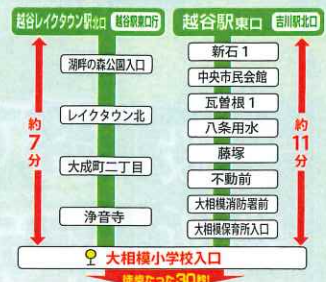 越谷レイクタウン駅北口 越谷駅東口行
湖畔の森公園入口
レイクタウン北
大成町二丁目
浄音寺
約7分
越谷駅東口 吉川駅北口
新石1
中央市民会館
瓦曽根1
八条用水
藤塚
不動前
大相模消防署前
大相模保育所入口
約11分
大相模小学校入口